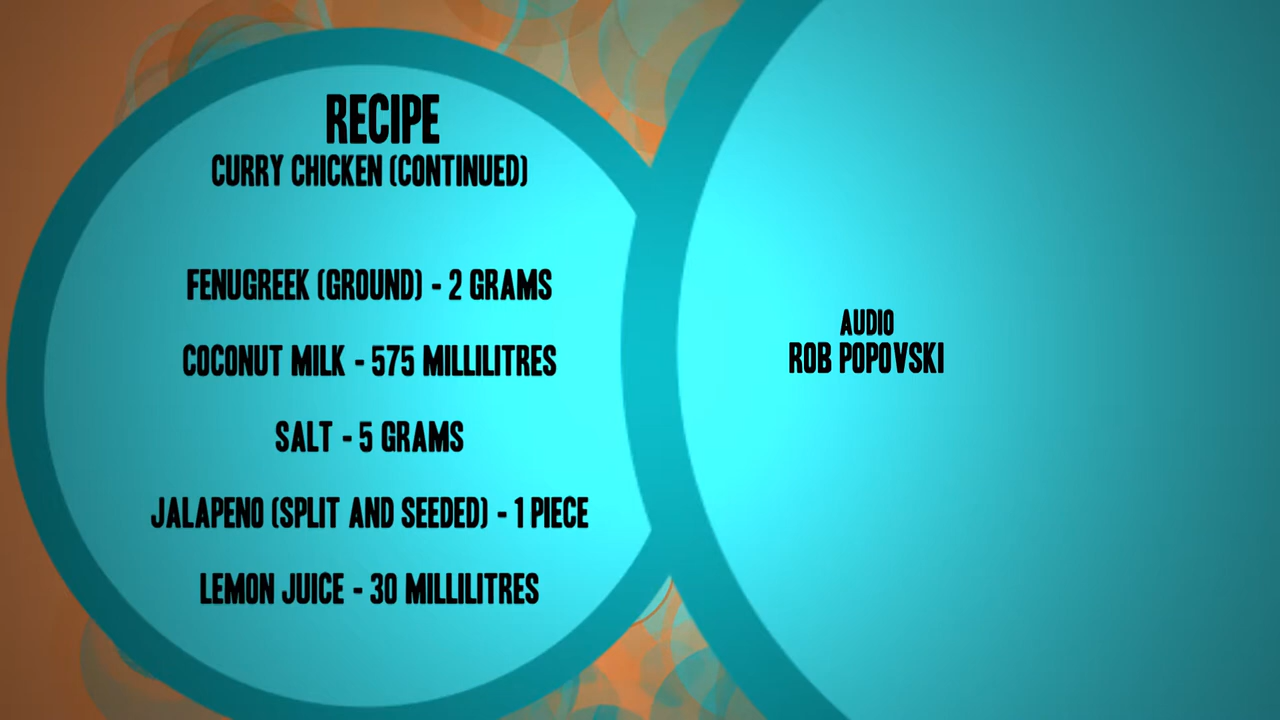 RECIPE
CURRY CHICKEN (CONTINUED)
FENUGREEK (GROUND) - 2 GRAMS
COCONUT MILK - 575 MILLILITRES
SALT - 5 GRAMS
JALAPENO (SPLIT AND SEEDED) - 1 PIECE
LEMON JUICE - 30 MILLILITRES
AUDIO
ROB POPOVSKI